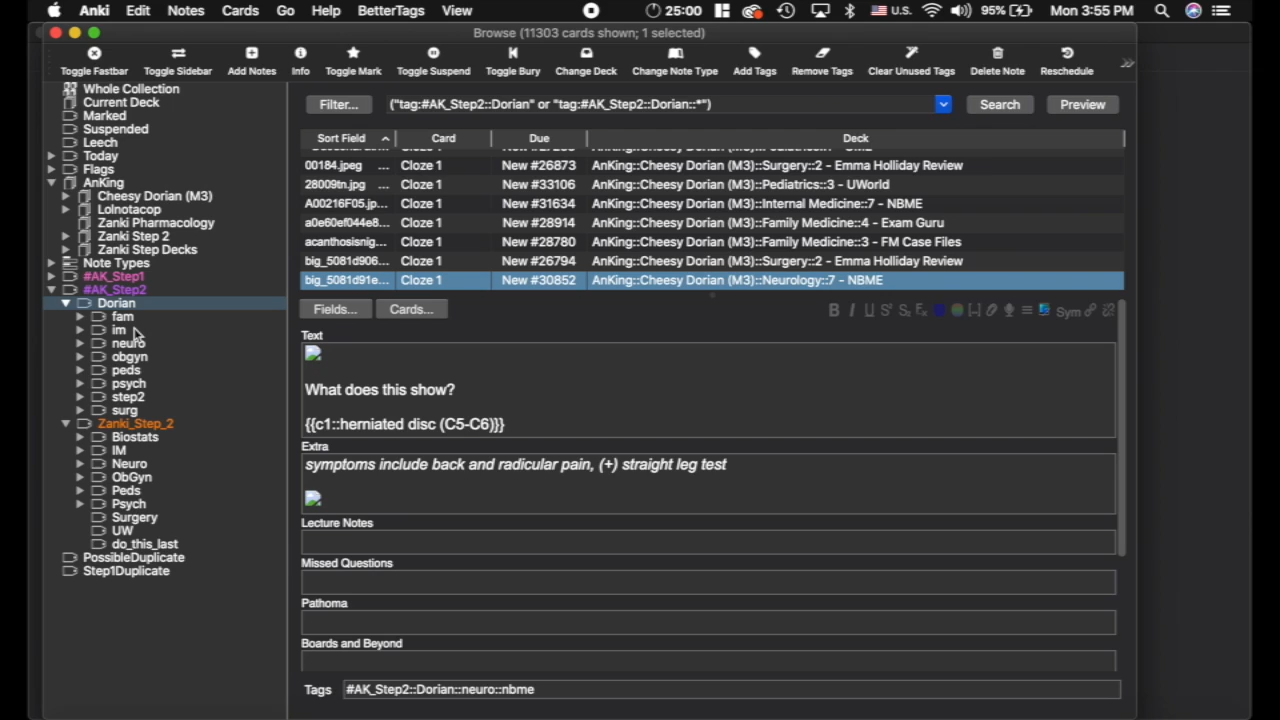 Anki Edit Notes Cards Go Help BetterTags View 25:00 U.S. 95% Mon 3:55 PM
Browse (11303 cards shown; 1 selected)
Toggle Fastbar Toggle Sidebar Add Notes Info Toggle Mark Toggle Suspend Toggle Bury Change Deck Change Note Type Add Tags Remove Tags Clear Unused Tags Delete Note Reschedule
Whole Collection
Current Deck
Marked
Suspended
Leech
Today
Flags
AnKing
Cheesy Dorian (M3)
Lolnotacop
Zanki Pharmacology
Zanki Step 2
Zanki Step Decks
Note Types
#AK_Step1
#AK_Step2
Dorian
fam
im
neuro
obgyn
peds
psych
step2
surg
Zanki_Step_2
Biostats
IM
Neuro
ObGyn
Peds
Psych
Surgery
UW
do_this_last
PossibleDuplicate
Step1Duplicate
Filter... ("tag:#AK_Step2::Dorian" or "tag:#AK_Step2::Dorian::*") Search Preview
Sort Field Card Due Deck
00184.jpeg ... Cloze 1 New #26873 AnKing::Cheesy Dorian (M3)::Surgery::2 - Emma Holliday Review
28009tn.jpg ... Cloze 1 New #33106 AnKing::Cheesy Dorian (M3)::Pediatrics::3 - UWorld
A00216F05.jp... Cloze 1 New #31634 AnKing::Cheesy Dorian (M3)::Internal Medicine::7 - NBME
a0e60ef044e8... Cloze 1 New #28914 AnKing::Cheesy Dorian (M3)::Family Medicine::4 - Exam Guru
acanthosisnig... Cloze 1 New #28780 AnKing::Cheesy Dorian (M3)::Family Medicine::3 - FM Case Files
big_5081d906... Cloze 1 New #26794 AnKing::Cheesy Dorian (M3)::Surgery::2 - Emma Holliday Review
big_5081d91e... Cloze 1 New #30852 AnKing::Cheesy Dorian (M3)::Neurology::7 - NBME
Fields... Cards... B I U Sym
Text
What does this show?
{{c1::herniated disc (C5-C6)}}
Extra
symptoms include back and radicular pain, (+) straight leg test
Lecture Notes
Missed Questions
Pathoma
Boards and Beyond
Tags #AK_Step2::Dorian::neuro::nbme